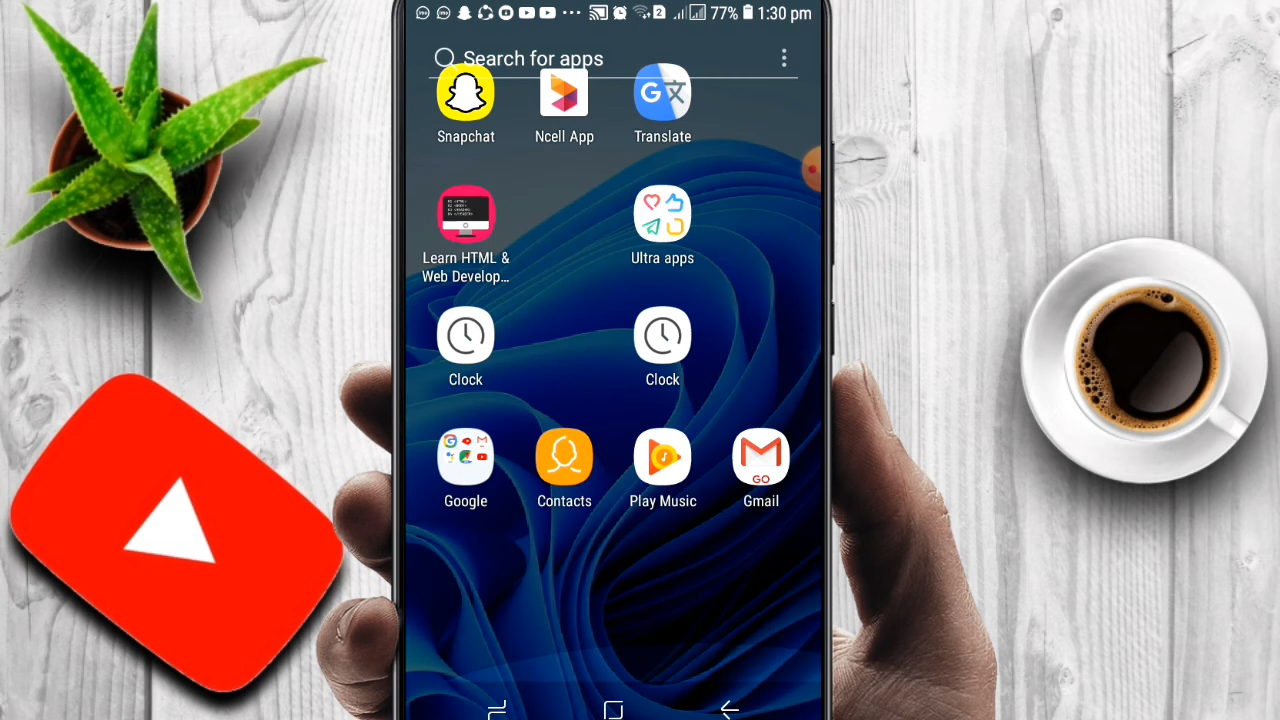 77% 1:30 pm
Search for apps
Snapchat
Ncell App
Translate
Learn HTML &
Web Develop...
Ultra apps
Clock
Clock
GO
Google
Contacts
Play Music
Gmail